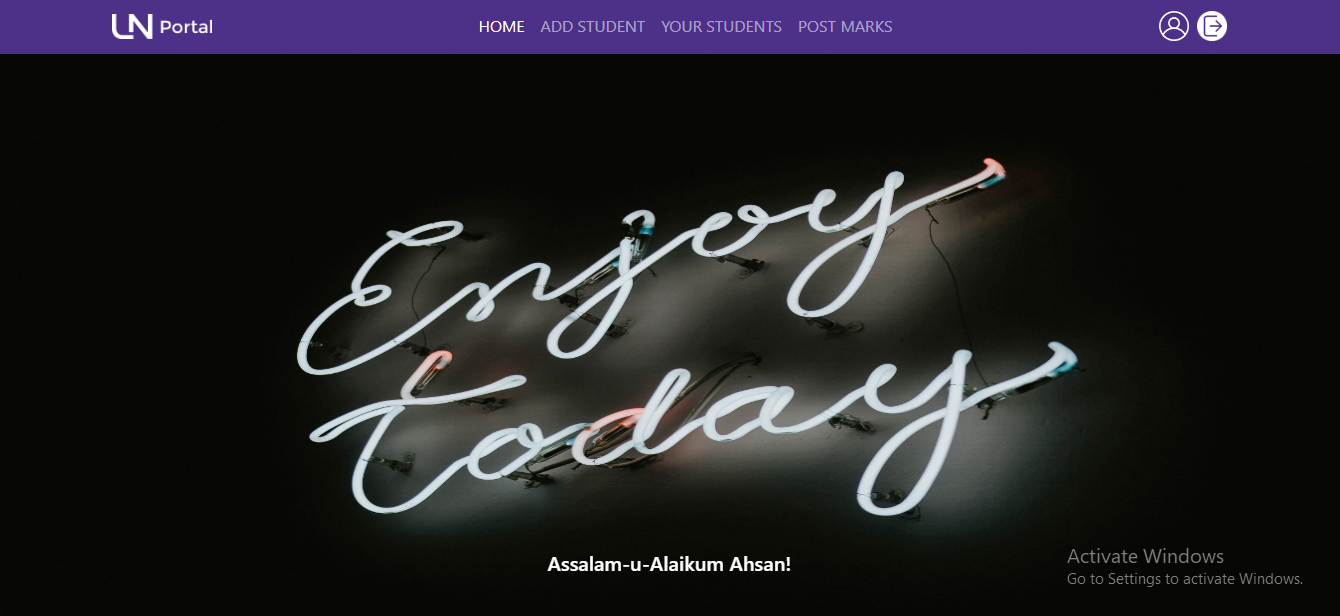 LN Portal
HOME ADD STUDENT YOUR STUDENTS POST MARKS
Enjoy
Today
Assalam-u-Alaikum Ahsan!
Activate Windows
Go to Settings to activate Windows.